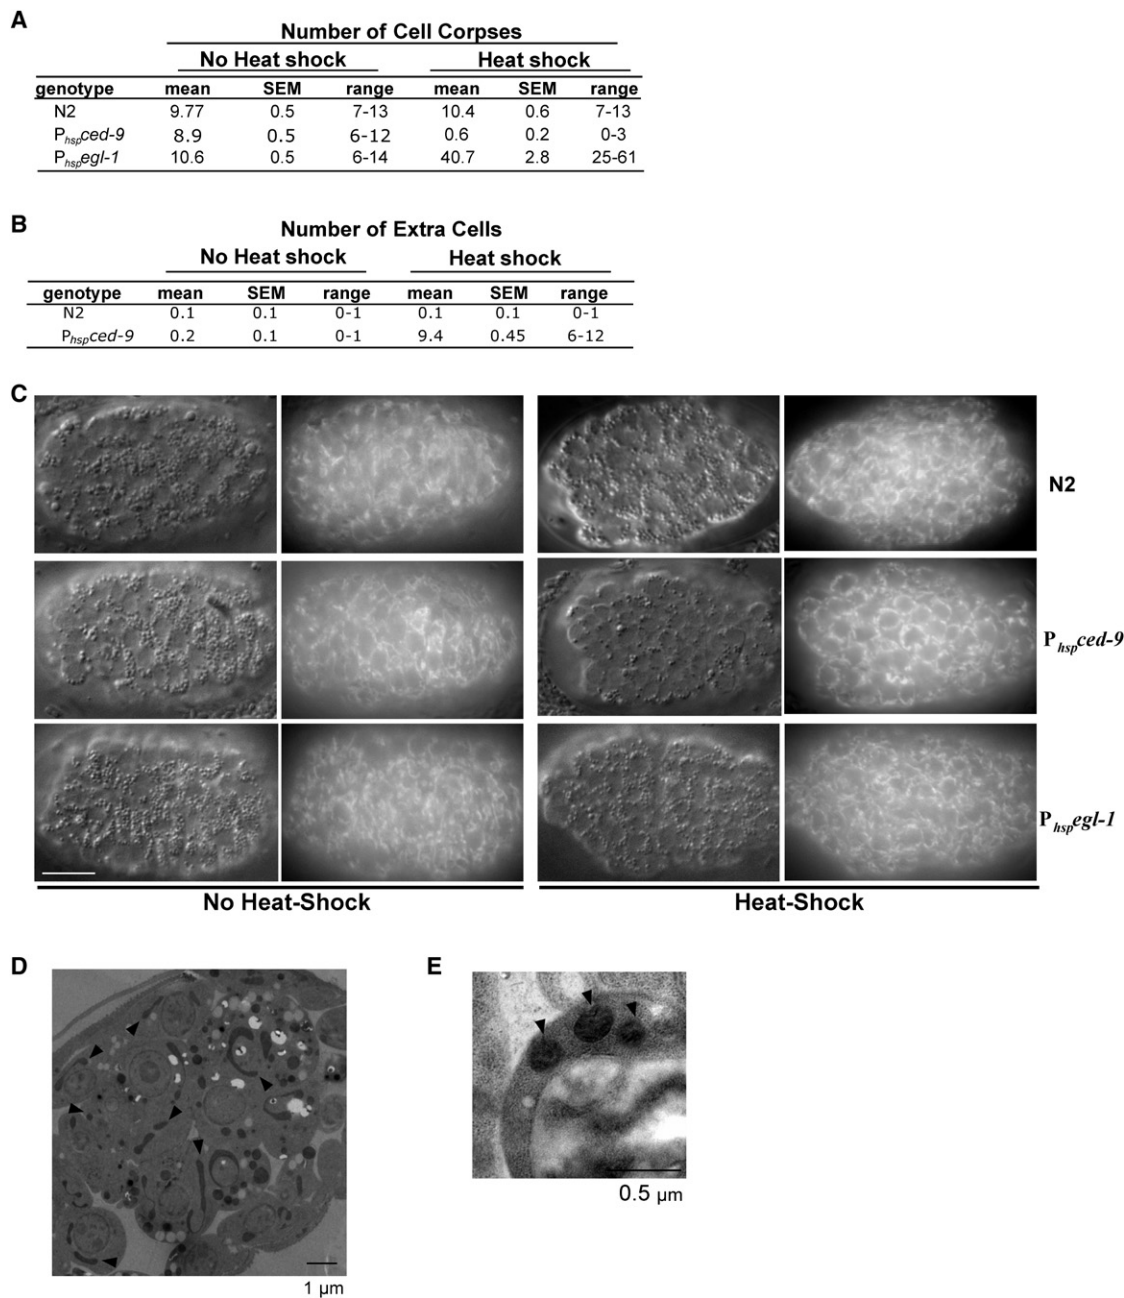 A
Number of Cell Corpses
No Heat shock Heat shock
genotype mean SEM range mean SEM range
N2 9.77 0.5 7-13 10.4 0.6 7-13
Phspced-9 8.9 0.5 6-12 0.6 0.2 0-3
Phspegl-1 10.6 0.5 6-14 40.7 2.8 25-61
B
Number of Extra Cells
No Heat shock Heat shock
genotype mean SEM range mean SEM range
N2 0.1 0.1 0-1 0.1 0.1 0-1
Phspced-9 0.2 0.1 0-1 9.4 0.45 6-12
C
N2
Phspced-9
Phspegl-1
No Heat-Shock Heat-Shock
D E
0.5 µm
1 µm